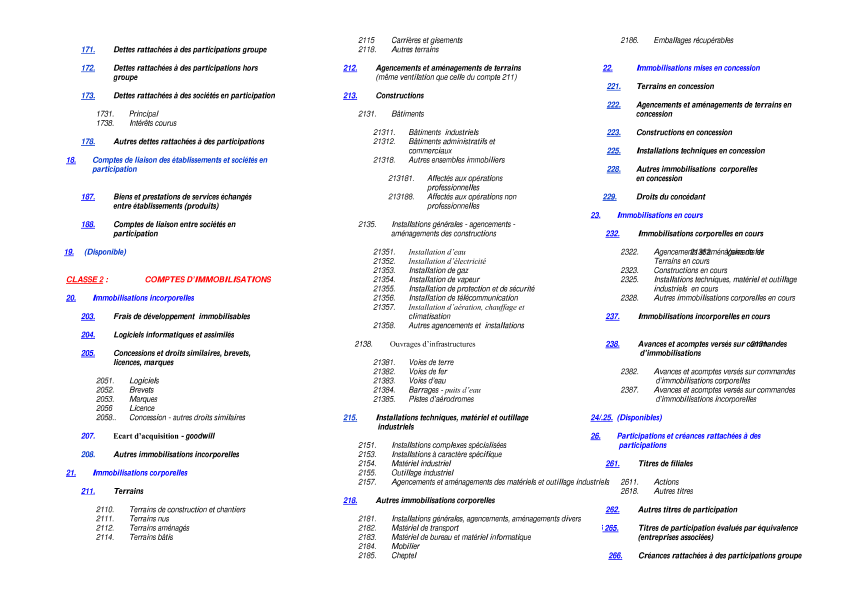 171. Dettes rattachées à des participations groupe
172. Dettes rattachées à des participations hors
groupe
173. Dettes rattachées à des sociétés en participation
1731. Principal
1738. Intérêts courus
178. Autres dettes rattachées à des participations
18. Comptes de liaison des établissements et sociétés en
participation
187. Biens et prestations de services échangés
entre établissements (produits)
188. Comptes de liaison entre sociétés en
participation
19. (Disponible)
CLASSE 2 : COMPTES D'IMMOBILISATIONS
20. Immobilisations incorporelles
203. Frais de développement immobilisables
204. Logiciels informatiques et assimilés
205. Concessions et droits similaires, brevets,
licences, marques
2051. Logiciels
2052. Brevets
2053. Marques
2056 Licence
2058.. Concession - autres droits similaires
207. Ecart d'acquisition - goodwill
208. Autres immobilisations incorporelles
21. Immobilisations corporelles
211. Terrains
2110. Terrains de construction et chantiers
2111. Terrains nus
2112. Terrains aménagés
2114. Terrains bâtis
2115 Carrières et gisements
2118. Autres terrains
212. Agencements et aménagements de terrains
(même ventilation que celle du compte 211)
213. Constructions
2131. Bâtiments
21311. Bâtiments industriels
21312. Bâtiments administratifs et
commerciaux
21318. Autres ensembles immobiliers
213181. Affectés aux opérations
professionnelles
213188. Affectés aux opérations non
professionnelles
2135. Installations générales - agencements -
aménagements des constructions
21351. Installation d'eau
21352. Installation d'électricité
21353. Installation de gaz
21354. Installation de vapeur
21355. Installation de protection et de sécurité
21356. Installation de télécommunication
21357. Installation d'aération, chauffage et
climatisation
21358. Autres agencements et installations
2138. Ouvrages d'infrastructures
21381. Voies de terre
21382. Voies de fer
21383. Voies d'eau
21384. Barrages - puits d'eau
21385. Pistes d'aérodromes
215. Installations techniques, matériel et outillage
industriels
2151. Installations complexes spécialisées
2153. Installations à caractère spécifique
2154. Matériel industriel
2155. Outillage industriel
2157. Agencements et aménagements des matériels et outillage industriels
218. Autres immobilisations corporelles
2181. Installations générales, agencements, aménagements divers
2182. Matériel de transport
2183. Matériel de bureau et matériel informatique
2184. Mobilier
2185. Cheptel
2186. Emballages récupérables
22. Immobilisations mises en concession
221. Terrains en concession
222. Agencements et aménagements de terrains en
concession
223. Constructions en concession
225. Installations techniques en concession
228. Autres immobilisations corporelles
en concession
229. Droits du concédant
23. Immobilisations en cours
232. Immobilisations corporelles en cours
2322. Agencements
Terrains en cours
2323. Constructions en cours
2325. Installations techniques, matériel et outillage
industriels en cours
2328. Autres immobilisations corporelles en cours
237. Immobilisations incorporelles en cours
238. Avances et acomptes versés sur commandes
d'immobilisations
2382. Avances et acomptes versés sur commandes
d'immobilisations corporelles
2387. Avances et acomptes versés sur commandes
d'immobilisations incorporelles
24/.25. (Disponibles)
26. Participations et créances rattachées à des
participations
261. Titres de filiales
2611. Actions
2618. Autres titres
262. Autres titres de participation
265. Titres de participation évalués par équivalence
(entreprises associées)
266. Créances rattachées à des participations groupe